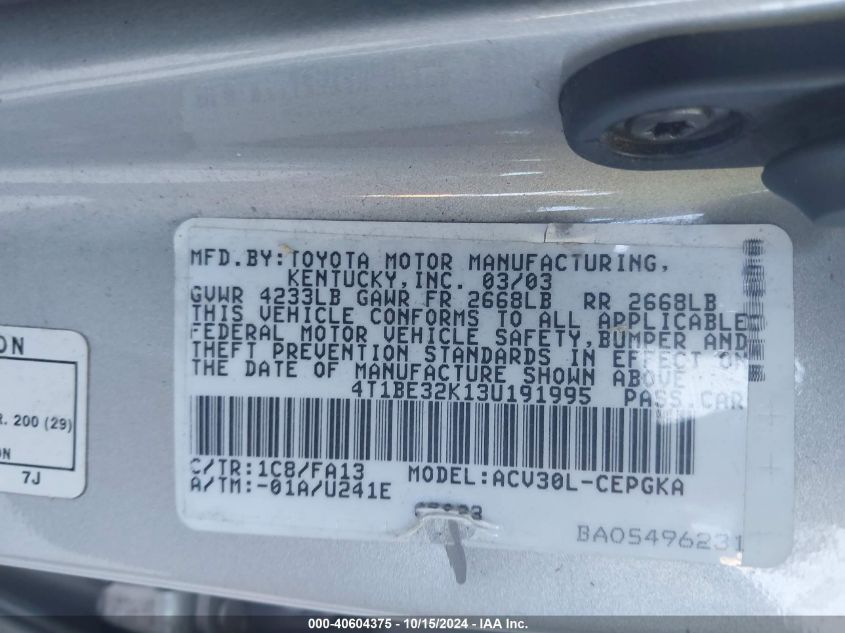 MFD.BY:TOYOTA MOTOR MANUFACTURING,
KENTUCKY,INC. 03/03
GVWR 4233LB GAWR FR 2668LB RR 2668LB
THIS VEHICLE CONFORMS TO ALL APPLICABLE
FEDERAL MOTOR VEHICLE SAFETY,BUMPER AND
THEFT PREVENTION STANDARDS IN EFFECT ON
THE DATE OF MANUFACTURE SHOWN ABOVE
4T1BE32K13U191995 PASS CAR
C/TR:1C8/FA13 MODEL:ACV30L-CEPGKA
A/TM:-01A/U241E
BA05496231
ON
R. 200 (29)
ON
7J
000-40604375 - 10/15/2024 - IAA Inc.